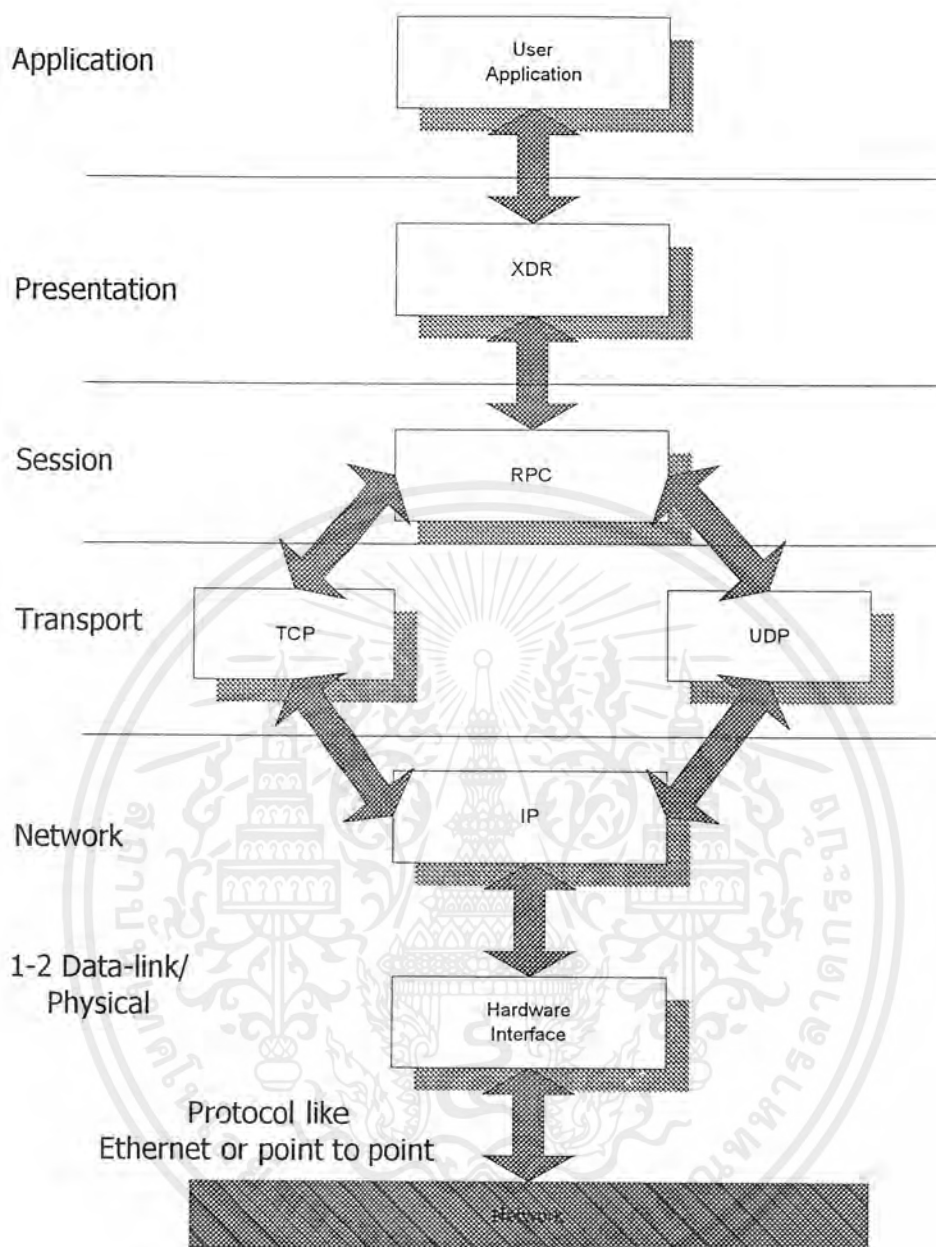 Application
User
Application
Presentation
XDR
Session
RPC
Transport
TCP
UDP
Network
IP
1-2 Data-link/
Physical
Hardware
Interface
Protocol like
Ethernet or point to point
Network